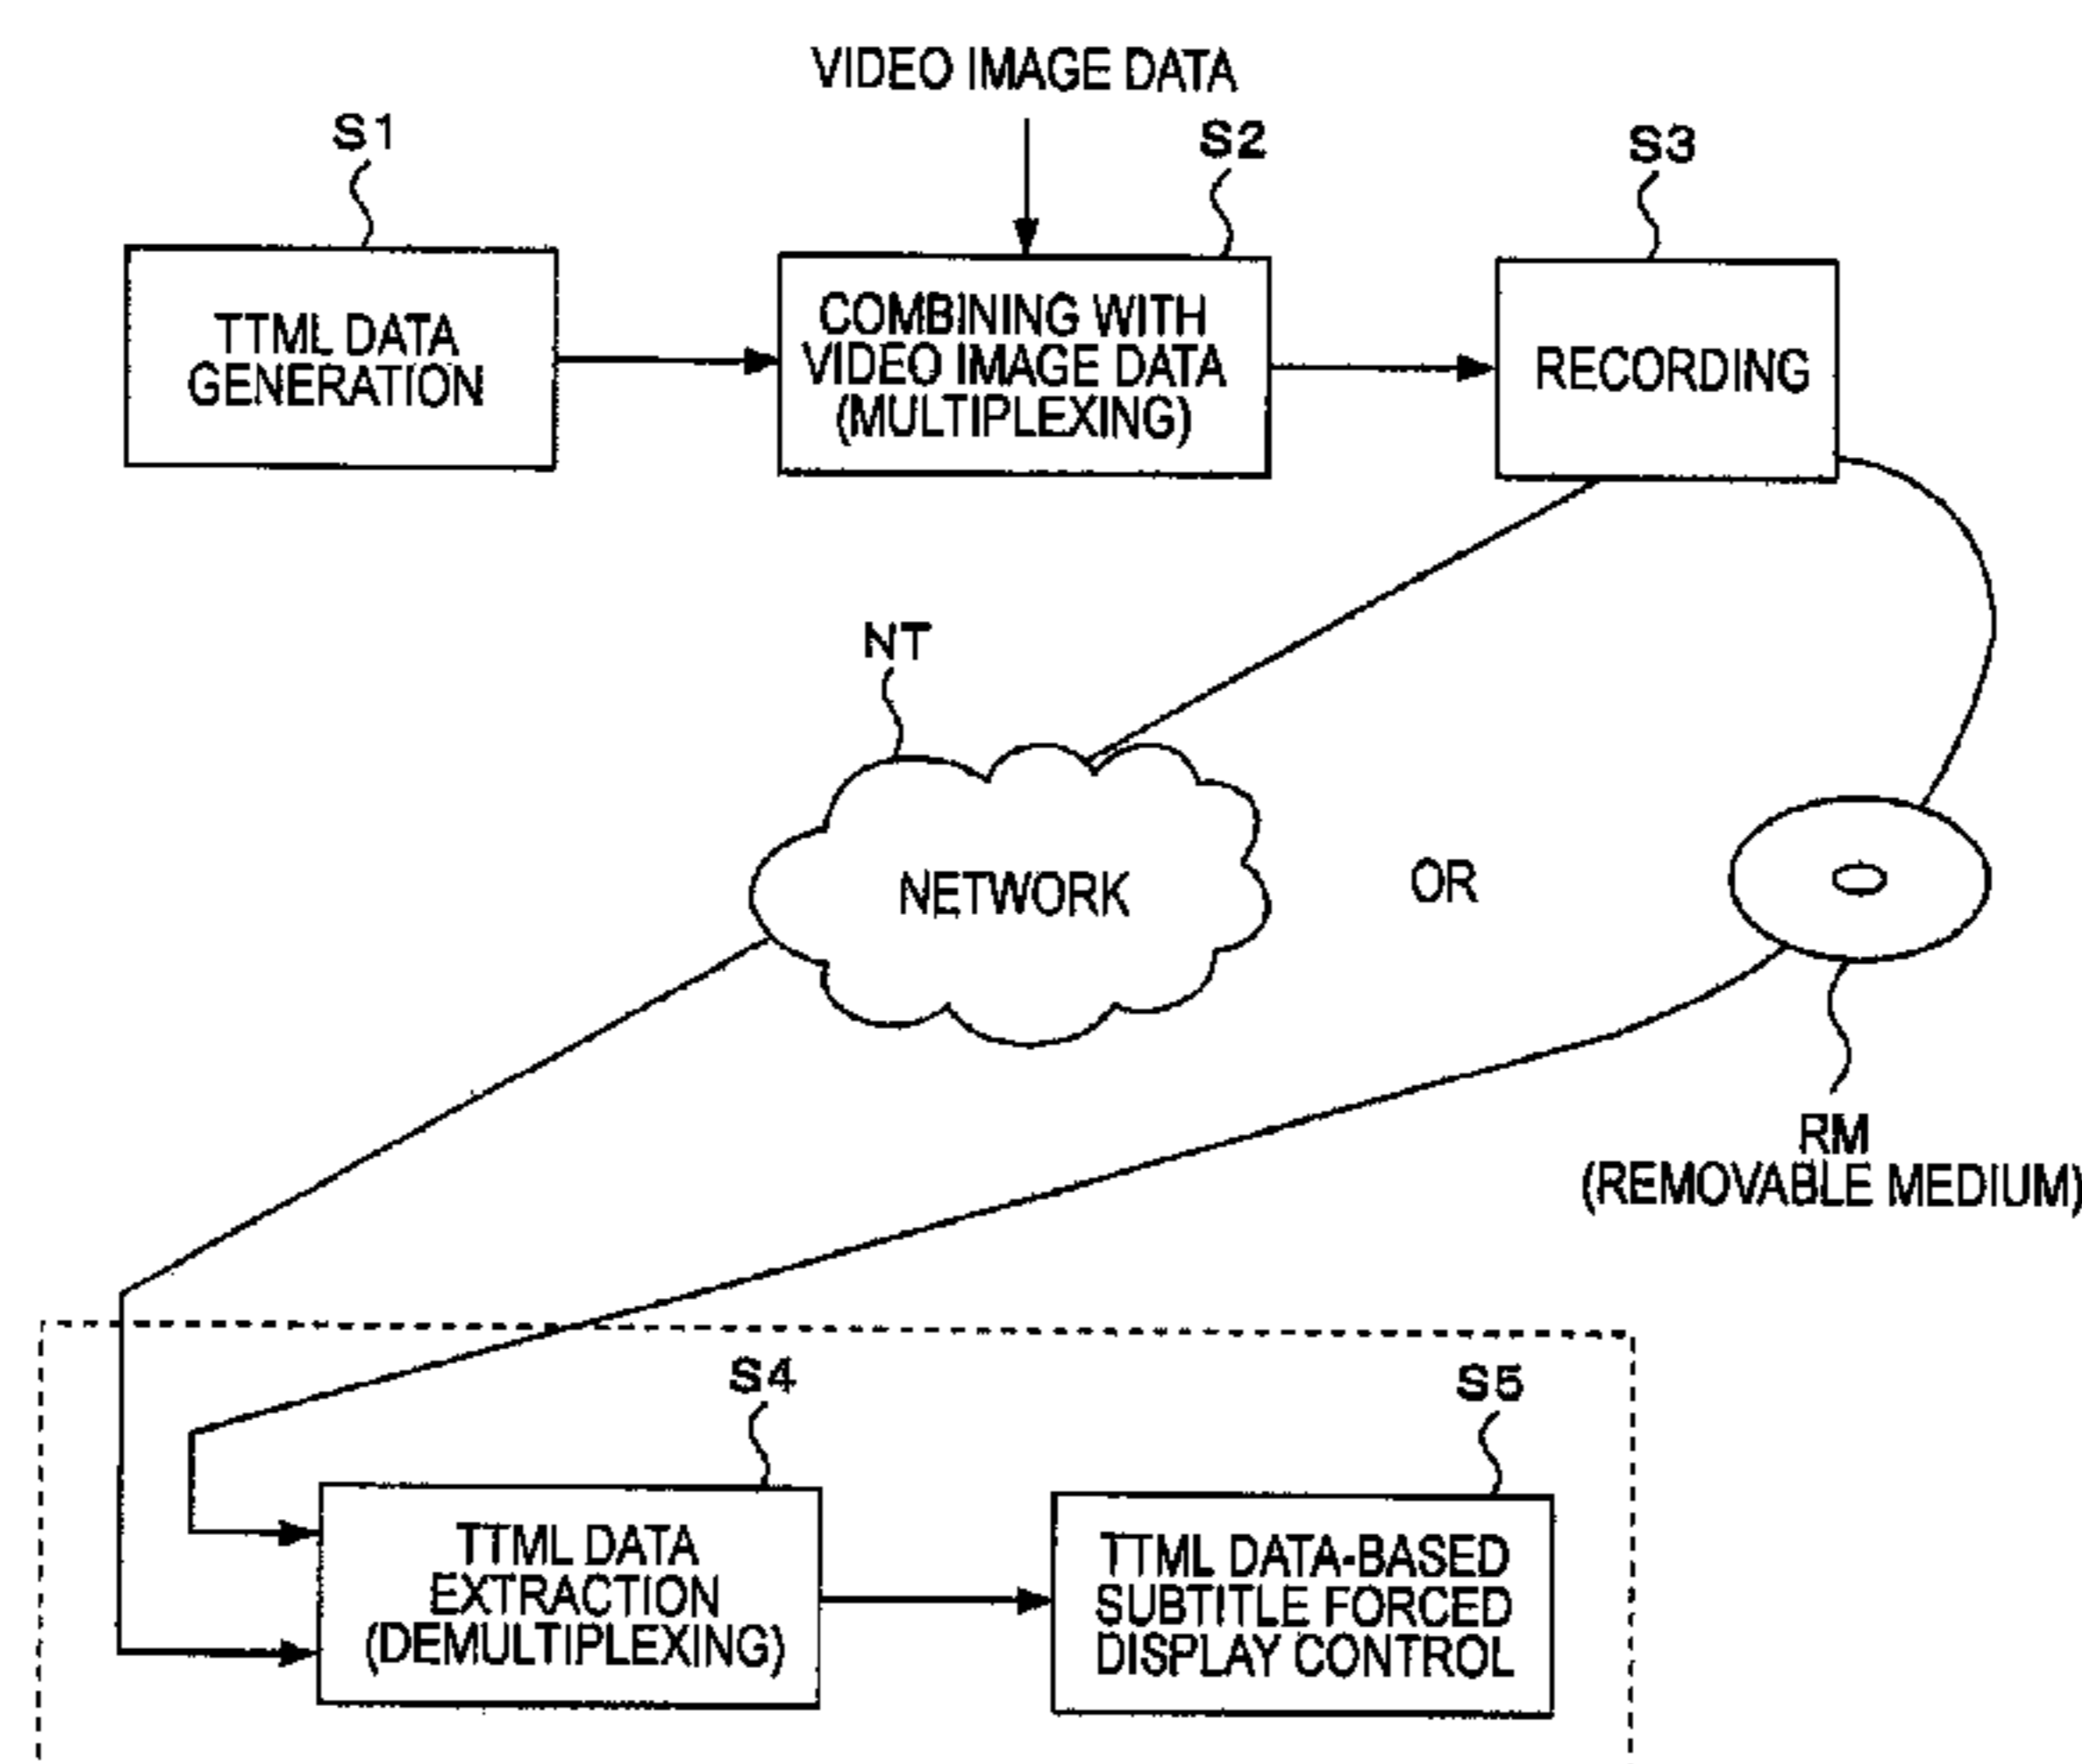 VIDEO IMAGE DATA
S1
S2
S3
TTML DATA
GENERATION
COMBINING WITH
VIDEO IMAGE DATA
(MULTIPLEXING)
RECORDING
NT
NETWORK
OR
RM
(REMOVABLE MEDIUM)
S4
S5
TTML DATA
EXTRACTION
(DEMULTIPLEXING)
TTML DATA-BASED
SUBTITLE FORCED
DISPLAY CONTROL